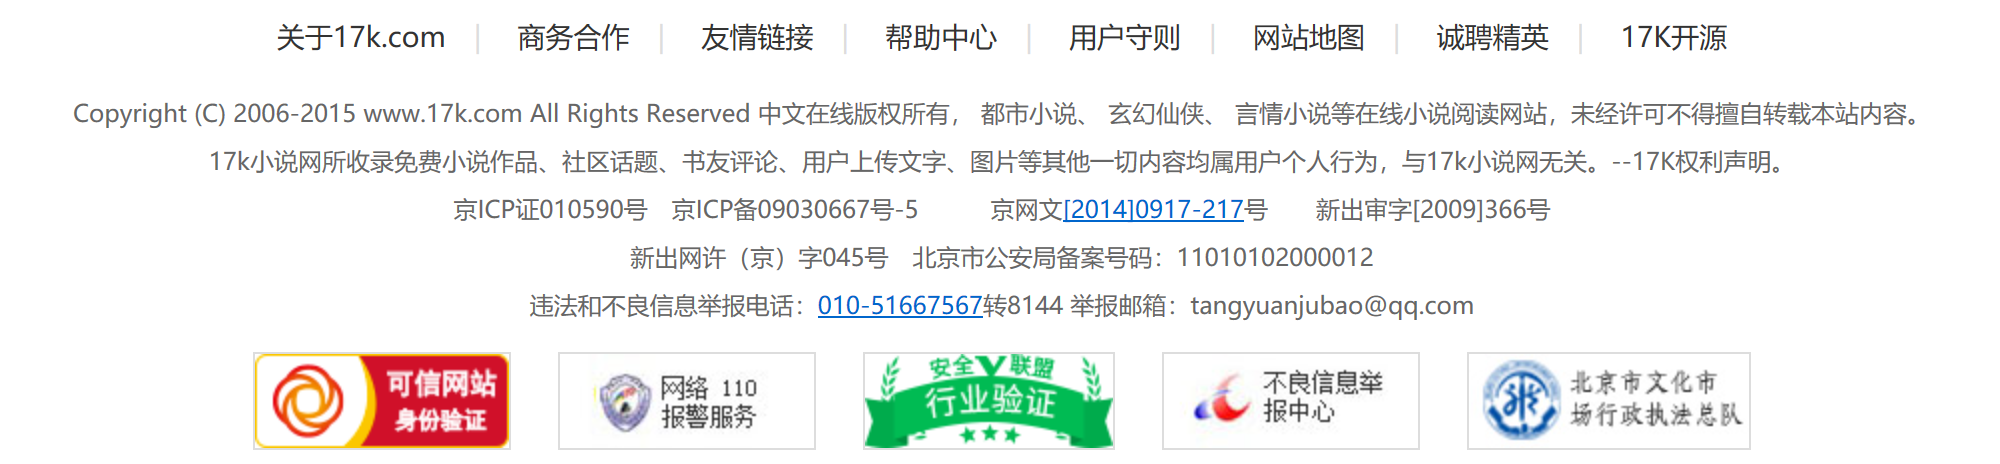 关于17k.com | 商务合作 | 友情链接 | 帮助中心 | 用户守则 | 网站地图 | 诚聘精英 | 17K开源
Copyright (C) 2006-2015 www.17k.com All Rights Reserved 中文在线版权所有， 都市小说、 玄幻仙侠、 言情小说等在线小说阅读网站，未经许可不得擅自转载本站内容。
17k小说网所收录免费小说作品、社区话题、书友评论、用户上传文字、图片等其他一切内容均属用户个人行为，与17k小说网无关。--17K权利声明。
京ICP证010590号 京ICP备09030667号-5 京网文[2014]0917-217号 新出审字[2009]366号
新出网许（京）字045号 北京市公安局备案号码：11010102000012
违法和不良信息举报电话：010-51667567转8144 举报邮箱：tangyuanjubao@qq.com
可信网站
身份验证
网络 110
报警服务
安全 联盟
行业验证
不良信息举
报中心
北京市文化市
场行政执法总队